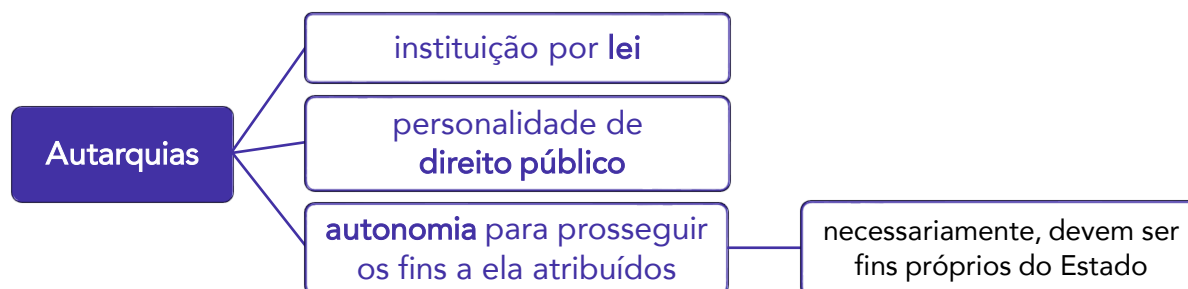 Autarquias
instituição por lei
personalidade de
direito público
autonomia para prosseguir
os fins a ela atribuídos
necessariamente, devem ser
fins próprios do Estado